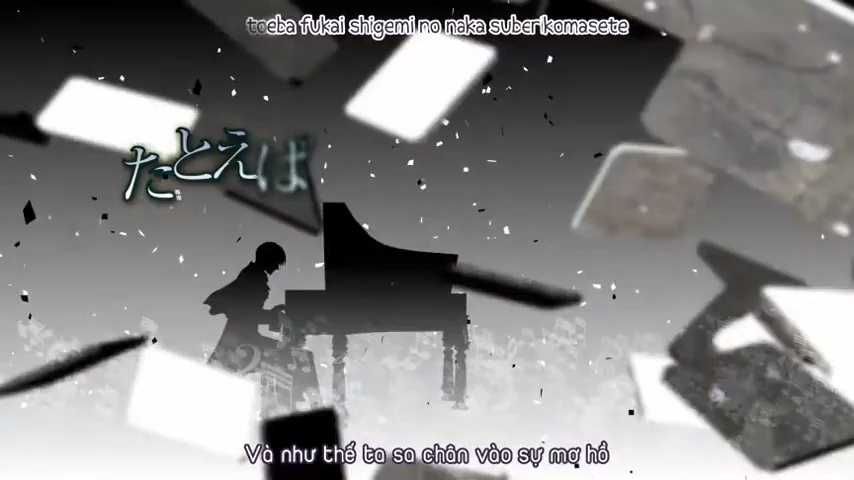 toeba fukai shigemi no naka suberikomasete
たとえば
Và như thế ta sa chân vào sự mơ hồ